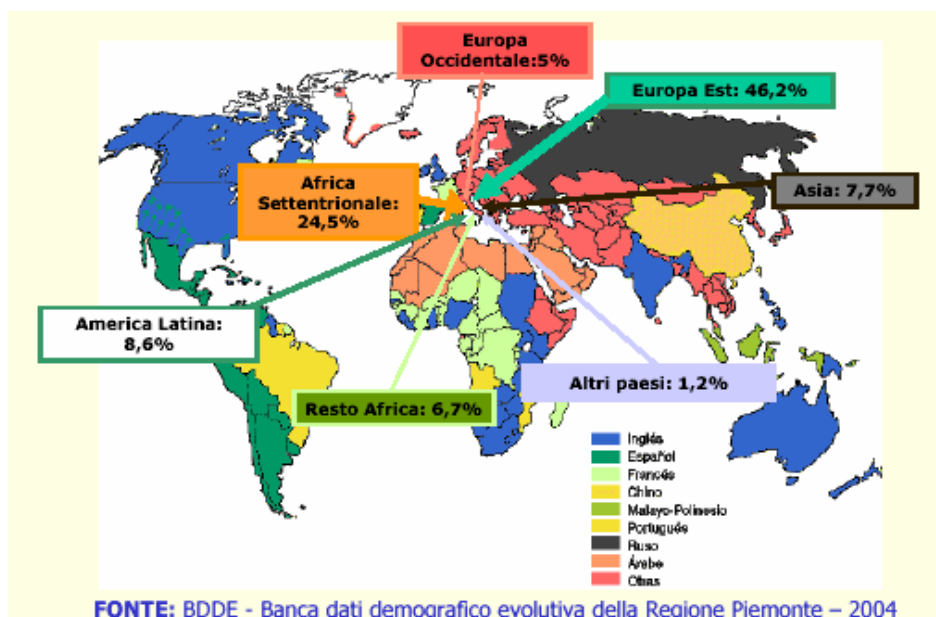 Europa
Occidentale:5%
Europa Est: 46,2%
Africa
Settentrionale:
24,5%
Asia: 7,7%
America Latina:
8,6%
Altri paesi: 1,2%
Resto Africa: 6,7%
Inglés
Español
Francés
Chino
Malayo-Polinesio
Portugués
Ruso
Árabe
Otras
FONTE: BDDE - Banca dati demografico evolutiva della Regione Piemonte – 2004